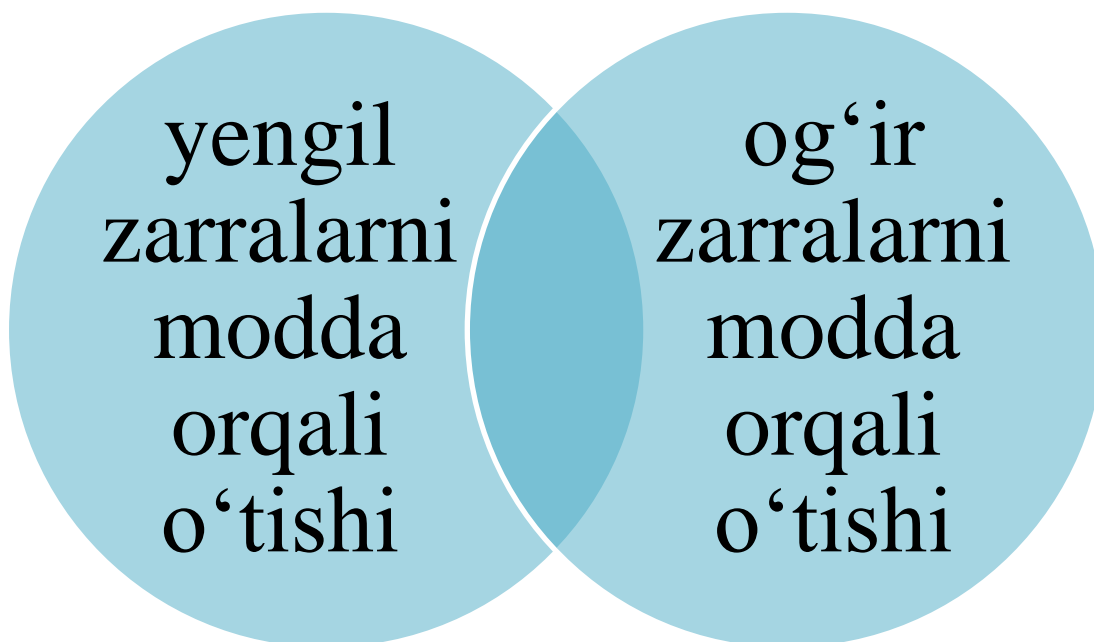 yengil
zarralarni
modda
orqali
o‘tishi
og‘ir
zarralarni
modda
orqali
o‘tishi